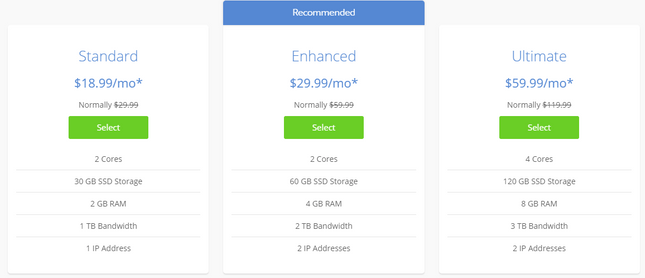 Recommended
Standard
$18.99/mo*
Normally $29.99
Select
2 Cores
30 GB SSD Storage
2 GB RAM
1 TB Bandwidth
1 IP Address
Enhanced
$29.99/mo*
Normally $59.99
Select
2 Cores
60 GB SSD Storage
4 GB RAM
2 TB Bandwidth
2 IP Addresses
Ultimate
$59.99/mo*
Normally $119.99
Select
4 Cores
120 GB SSD Storage
8 GB RAM
3 TB Bandwidth
2 IP Addresses